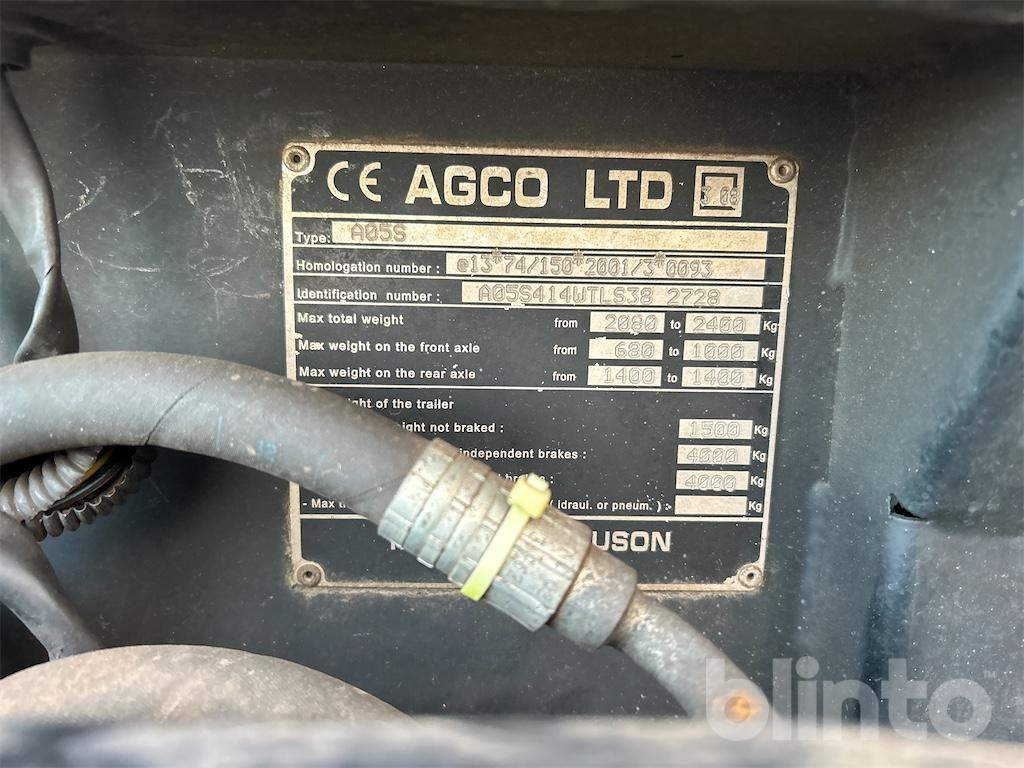 CE AGCO LTD 3 08
Type: A05S
Homologation number : e13*74/150*2001/3*0093
Identification number : A05S414WTLS38 2728
Max total weight from 2080 to 2400 Kg
Max weight on the front axle from 680 to 1000 Kg
Max weight on the rear axle from 1400 to 1400 Kg
of the trailer
not braked : 1500 Kg
independent brakes : 4000 Kg
4000 Kg
- Max ( idraul. or pneum. ) : Kg
blinto